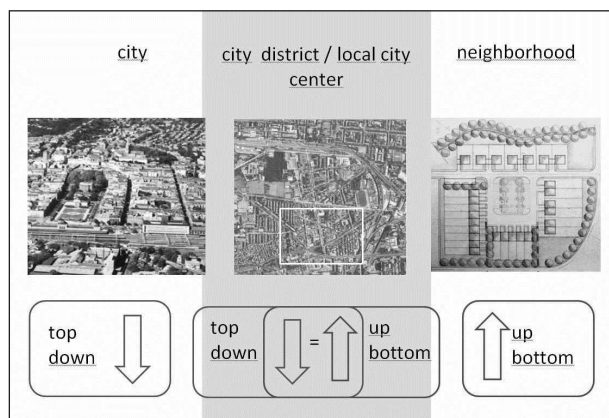 city
city district / local city
center
neighborhood
top
down
top
down
=
up
bottom
up
bottom